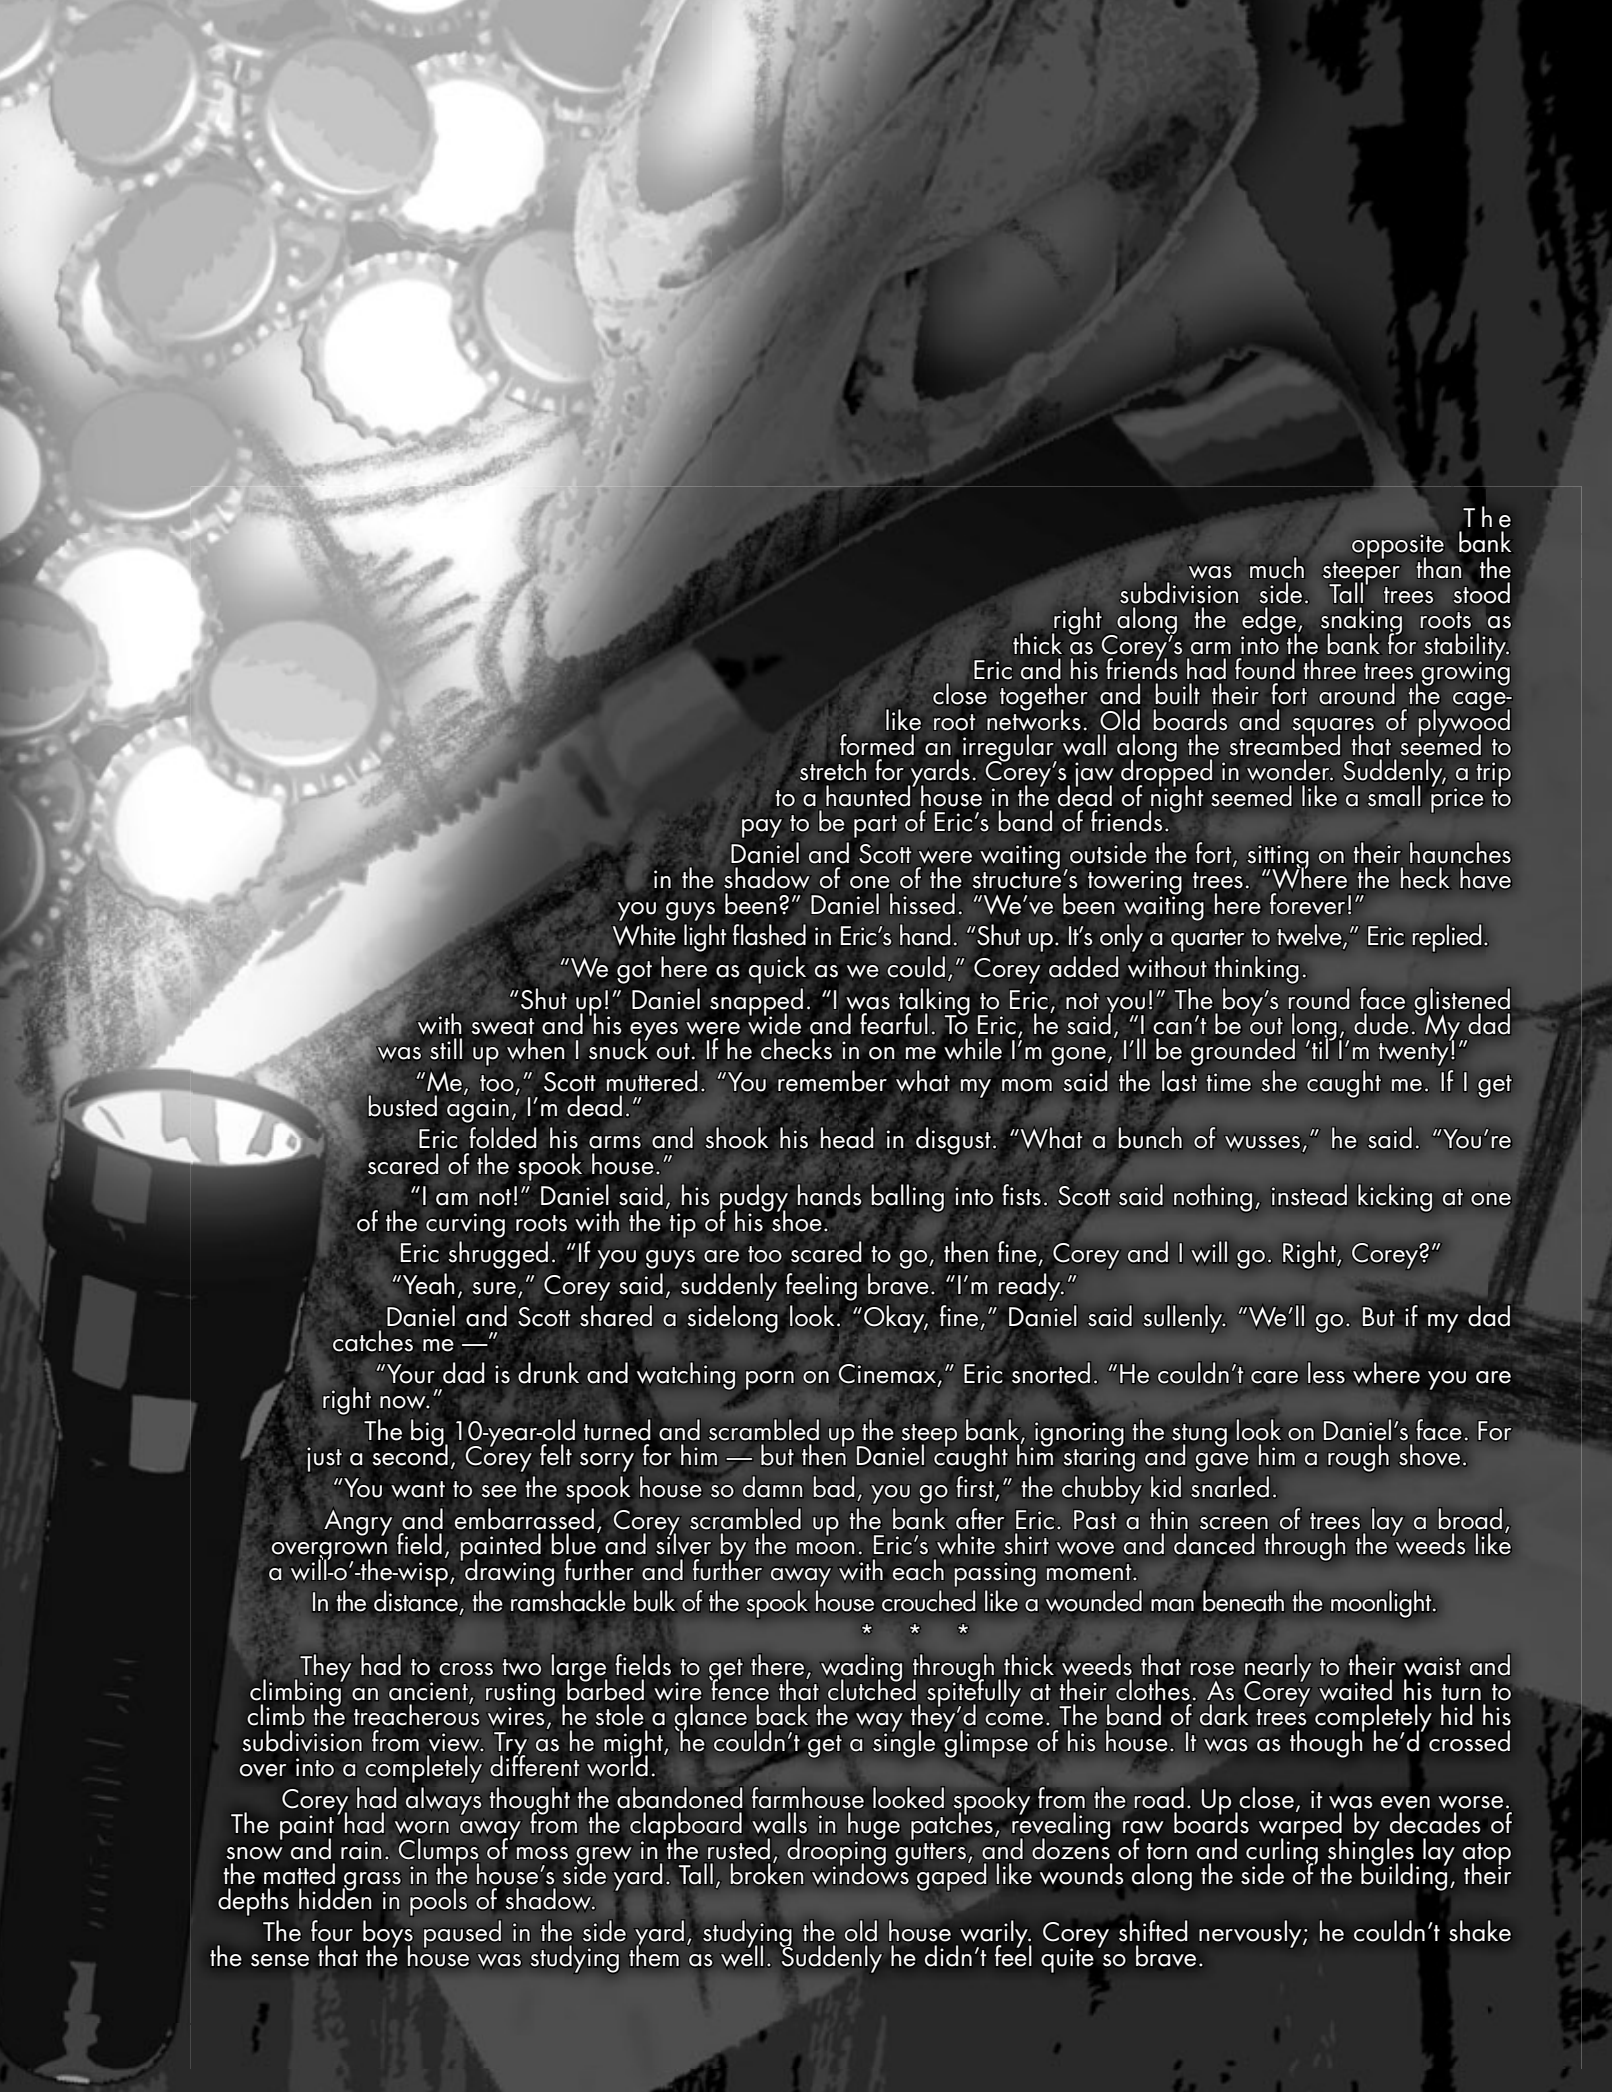 The
opposite bank
was much steeper than the
subdivision side. Tall trees stood
right along the edge, snaking roots as
thick as Corey’s arm into the bank for stability.
Eric and his friends had found three trees growing
close together and built their fort around the cage-
like root networks. Old boards and squares of plywood
formed an irregular wall along the streambed that seemed to
stretch for yards. Corey’s jaw dropped in wonder. Suddenly, a trip
to a haunted house in the dead of night seemed like a small price to
pay to be part of Eric’s band of friends.
Daniel and Scott were waiting outside the fort, sitting on their haunches
in the shadow of one of the structure’s towering trees. “Where the heck have
you guys been?” Daniel hissed. “We’ve been waiting here forever!”
White light flashed in Eric’s hand. “Shut up. It’s only a quarter to twelve,” Eric replied.
“We got here as quick as we could,” Corey added without thinking.
“Shut up!” Daniel snapped. “I was talking to Eric, not you!” The boy’s round face glistened
with sweat and his eyes were wide and fearful. To Eric, he said, “I can’t be out long, dude. My dad
was still up when I snuck out. If he checks in on me while I’m gone, I’ll be grounded ’til I’m twenty!”
“Me, too,” Scott muttered. “You remember what my mom said the last time she caught me. If I get
busted again, I’m dead.”
Eric folded his arms and shook his head in disgust. “What a bunch of wusses,” he said. “You’re
scared of the spook house.”
“I am not!” Daniel said, his pudgy hands balling into fists. Scott said nothing, instead kicking at one
of the curving roots with the tip of his shoe.
Eric shrugged. “If you guys are too scared to go, then fine, Corey and I will go. Right, Corey?”
“Yeah, sure,” Corey said, suddenly feeling brave. “I’m ready.”
Daniel and Scott shared a sidelong look. “Okay, fine,” Daniel said sullenly. “We’ll go. But if my dad
catches me —”
“Your dad is drunk and watching porn on Cinemax,” Eric snorted. “He couldn’t care less where you are
right now.”
The big 10-year-old turned and scrambled up the steep bank, ignoring the stung look on Daniel’s face. For
just a second, Corey felt sorry for him — but then Daniel caught him staring and gave him a rough shove.
“You want to see the spook house so damn bad, you go first,” the chubby kid snarled.
Angry and embarrassed, Corey scrambled up the bank after Eric. Past a thin screen of trees lay a broad,
overgrown field, painted blue and silver by the moon. Eric’s white shirt wove and danced through the weeds like
a will-o’-the-wisp, drawing further and further away with each passing moment.
In the distance, the ramshackle bulk of the spook house crouched like a wounded man beneath the moonlight.
* * *
They had to cross two large fields to get there, wading through thick weeds that rose nearly to their waist and
climbing an ancient, rusting barbed wire fence that clutched spitefully at their clothes. As Corey waited his turn to
climb the treacherous wires, he stole a glance back the way they’d come. The band of dark trees completely hid his
subdivision from view. Try as he might, he couldn’t get a single glimpse of his house. It was as though he’d crossed
over into a completely different world.
Corey had always thought the abandoned farmhouse looked spooky from the road. Up close, it was even worse.
The paint had worn away from the clapboard walls in huge patches, revealing raw boards warped by decades of
snow and rain. Clumps of moss grew in the rusted, drooping gutters, and dozens of torn and curling shingles lay atop
the matted grass in the house’s side yard. Tall, broken windows gaped like wounds along the side of the building, their
depths hidden in pools of shadow.
The four boys paused in the side yard, studying the old house warily. Corey shifted nervously; he couldn’t shake
the sense that the house was studying them as well. Suddenly he didn’t feel quite so brave.